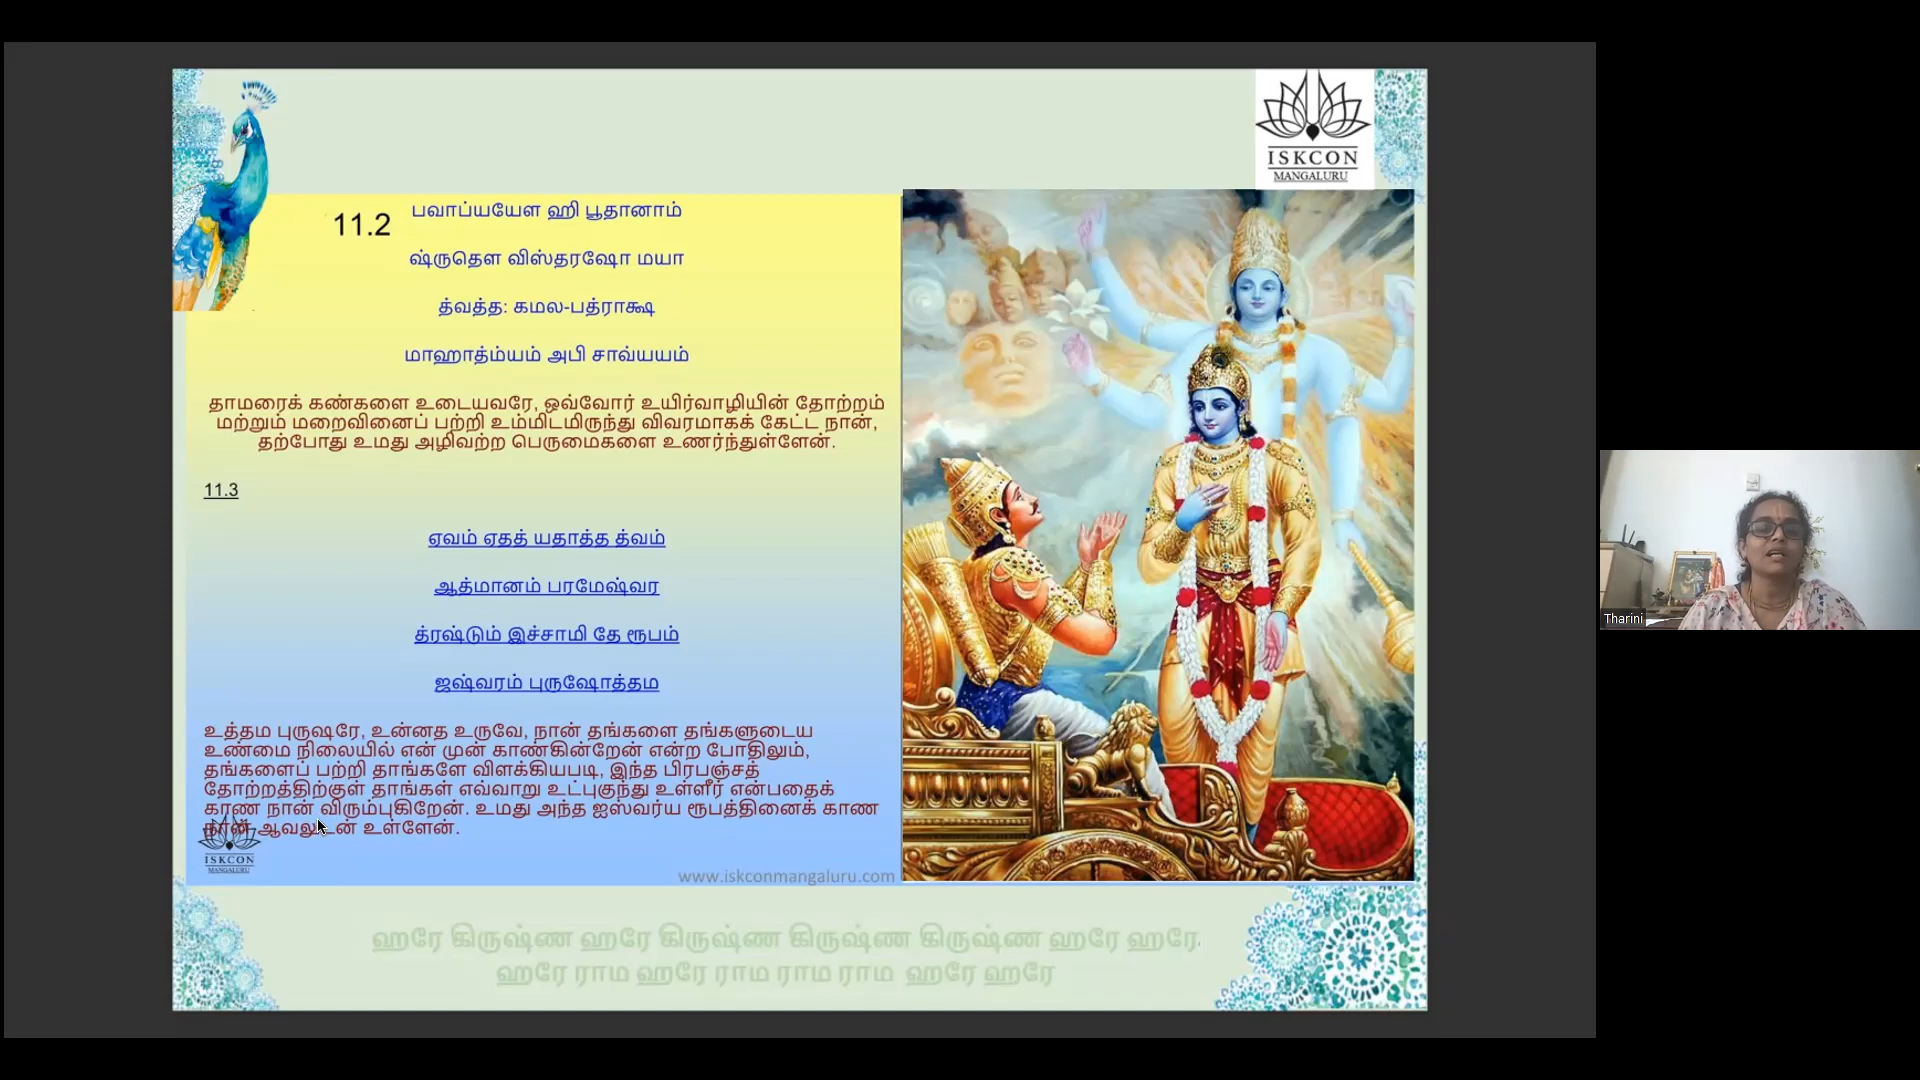 ISKCON
MANGALURU
11.2
பவாப்யயேள ஹி பூதானாம்
ஷ்ருதௌ விஸ்தரஷோ மயா
த்வத்த: கமல-பத்ராக்ஷ
மாஹாத்ம்யம் அபி சாவ்யயம்
தாமரைக் கண்களை உடையவரே, ஒவ்வோர் உயிர்வாழியின் தோற்றம்
மற்றும் மறைவினைப் பற்றி உம்மிடமிருந்து விவரமாகக் கேட்ட நான்,
தற்போது உமது அழிவற்ற பெருமைகளை உணர்ந்துள்ளேன்.
11.3
ஏவம் ஏதத் யதாத்த த்வம்
ஆத்மானம் பரமேஷ்வர
த்ரஷ்டும் இச்சாமி தே ரூபம்
ஐஷ்வரம் புருஷோத்தம
உத்தம புருஷரே, உன்னத உருவே, நான் தங்களை தங்களுடைய
உண்மை நிலையில் என் முன் காண்கின்றேன் என்ற போதிலும்,
தங்களைப் பற்றி தாங்களே விளக்கியபடி, இந்த பிரபஞ்சத்
தோற்றத்திற்குள் தாங்கள் எவ்வாறு உட்புகுந்து உள்ளீர் என்பதைக்
காண நான் விரும்புகிறேன். உமது அந்த ஐஸ்வர்ய ரூபத்தினைக் காண
நான் ஆவலுடன் உள்ளேன்.
ISKCON
MANGALURU
www.iskconmangaluru.com
ஹரே கிருஷ்ண ஹரே கிருஷ்ண கிருஷ்ண கிருஷ்ண ஹரே ஹரே
ஹரே ராம ஹரே ராம ராம ராம ஹரே ஹரே
Tharini